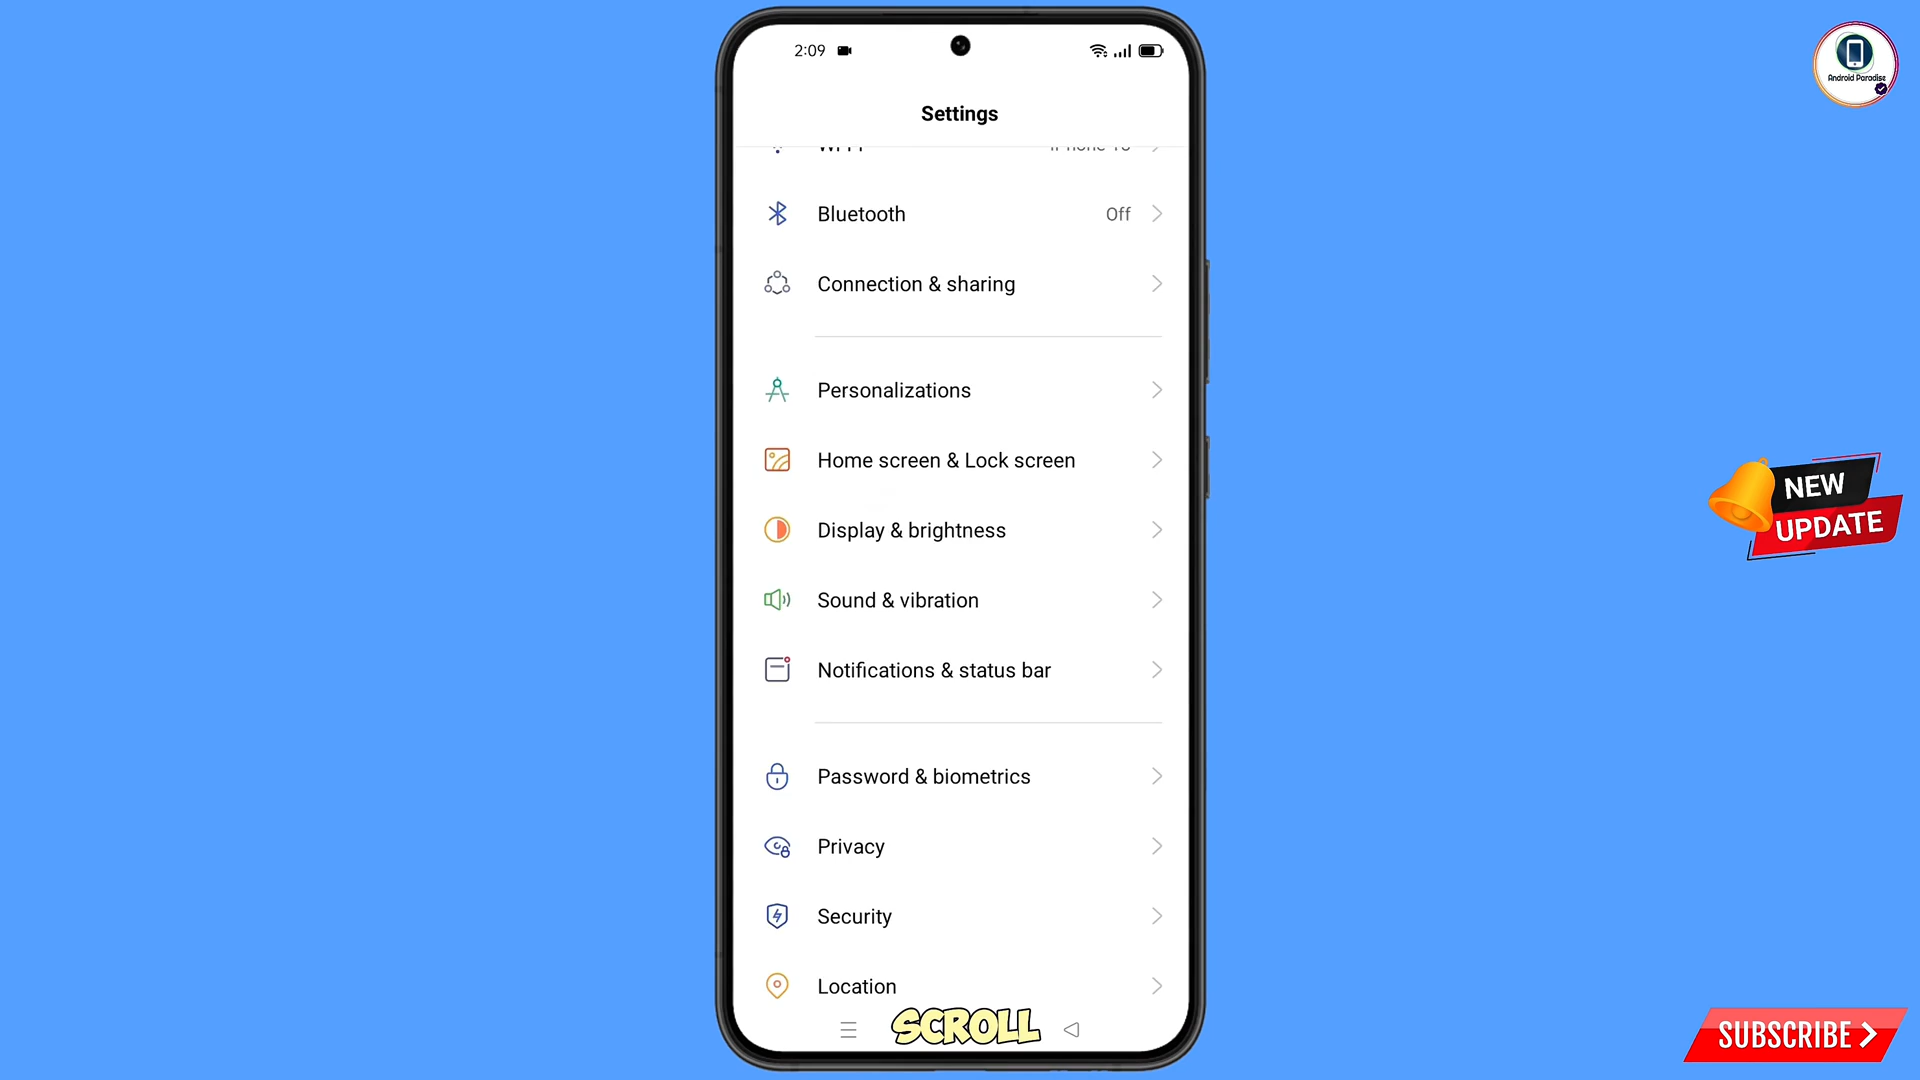 2:09
Android Paradise
Settings
Bluetooth Off
Connection & sharing
Personalizations
Home screen & Lock screen
Display & brightness
Sound & vibration
Notifications & status bar
Password & biometrics
Privacy
Security
Location
SCROLL
NEW
UPDATE
SUBSCRIBE